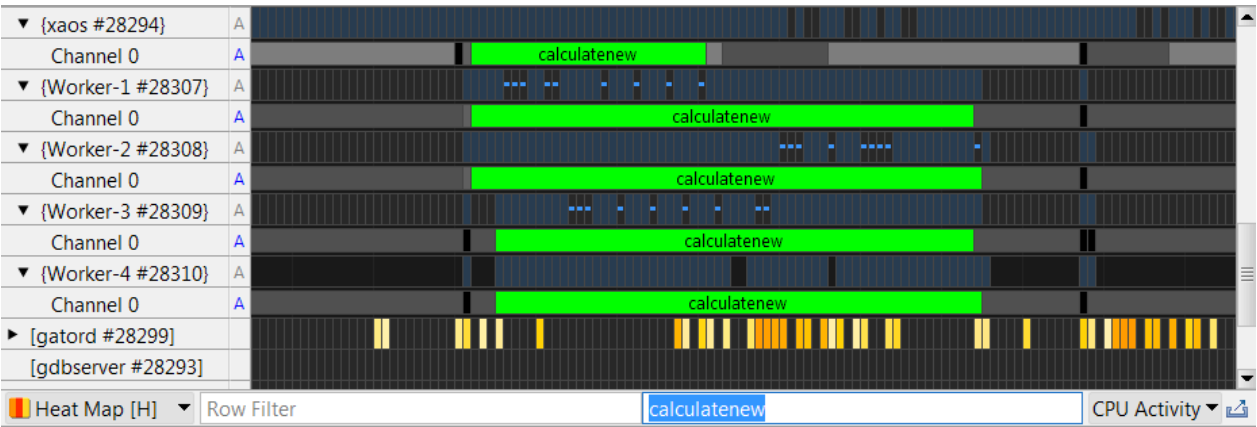 ▼ {xaos #28294} A
Channel 0 A calculatenew
▼ {Worker-1 #28307} A
Channel 0 A calculatenew
▼ {Worker-2 #28308} A
Channel 0 A calculatenew
▼ {Worker-3 #28309} A
Channel 0 A calculatenew
▼ {Worker-4 #28310} A
Channel 0 A calculatenew
► [gatord #28299]
[gdbserver #28293]
Heat Map [H] ▼ Row Filter calculatenew CPU Activity ▼